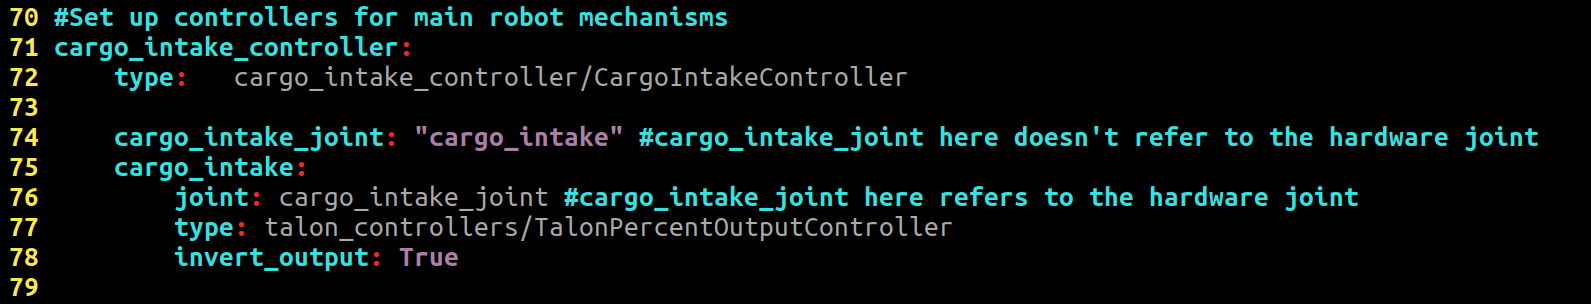 70 #Set up controllers for main robot mechanisms
71 cargo_intake_controller:
72     type:   cargo_intake_controller/CargoIntakeController
73
74     cargo_intake_joint: "cargo_intake" #cargo_intake_joint here doesn't refer to the hardware joint
75     cargo_intake:
76         joint: cargo_intake_joint #cargo_intake_joint here refers to the hardware joint
77         type: talon_controllers/TalonPercentOutputController
78         invert_output: True
79